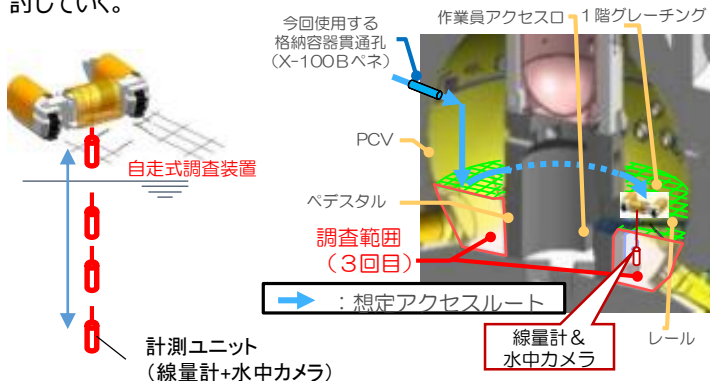 討していく。
今回使用する
格納容器貫通孔
(X-100Bペネ)
作業員アクセス口
1階グレーチング
PCV
自走式調査装置
ペデスタル
調査範囲
(3回目)
:想定アクセスルート
線量計&
水中カメラ
レール
計測ユニット
(線量計+水中カメラ)